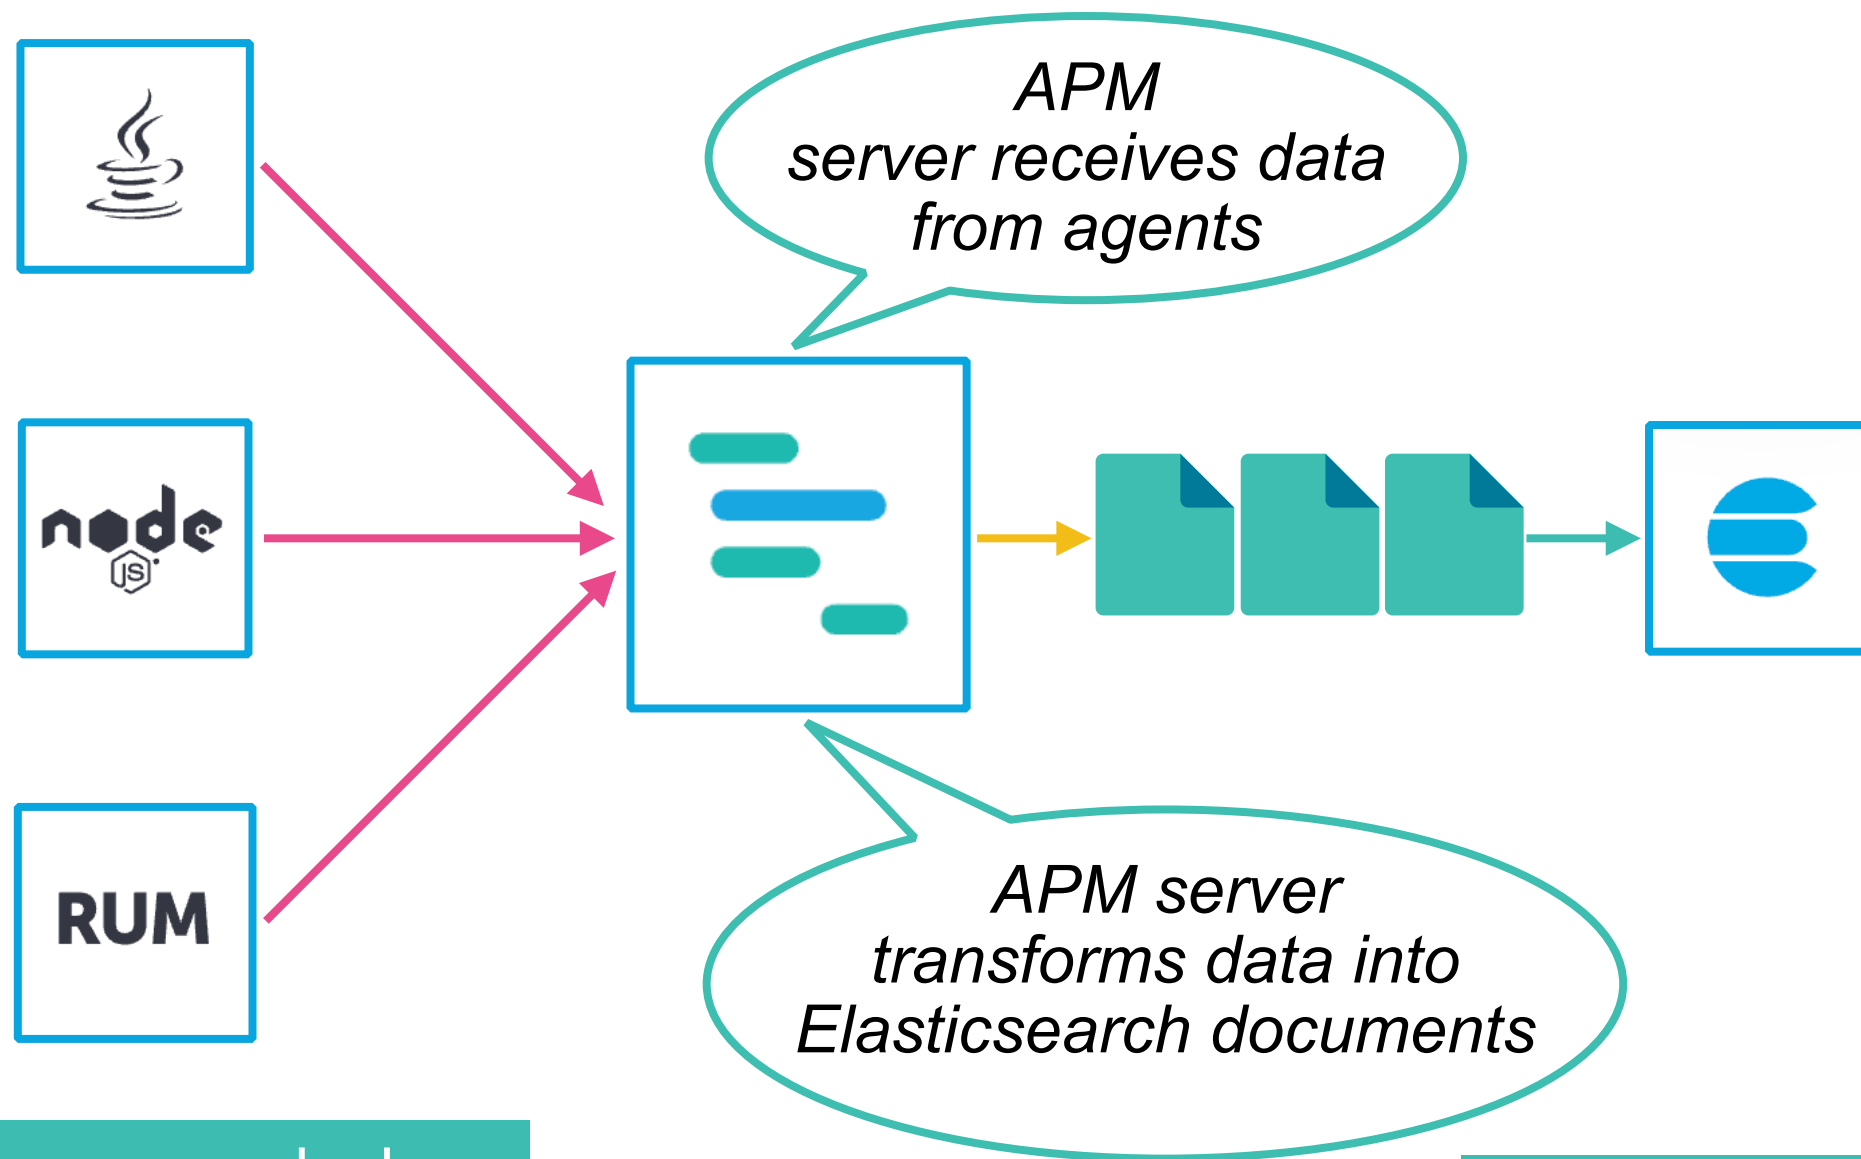 APM
server receives data
from agents
node
JS
RUM
APM server
transforms data into
Elasticsearch documents